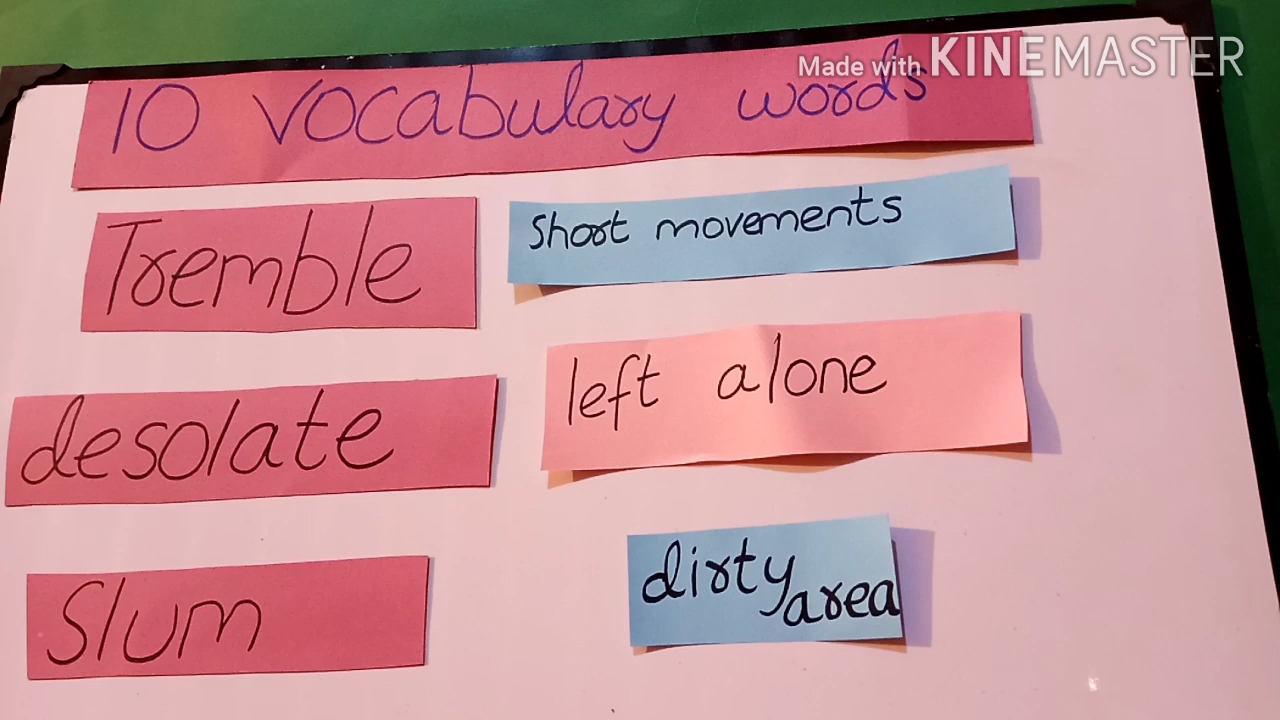 Made with KINEMASTER
10 vocabulary words
Tremble
Short movements
desolate
left alone
Slum
dirty
area